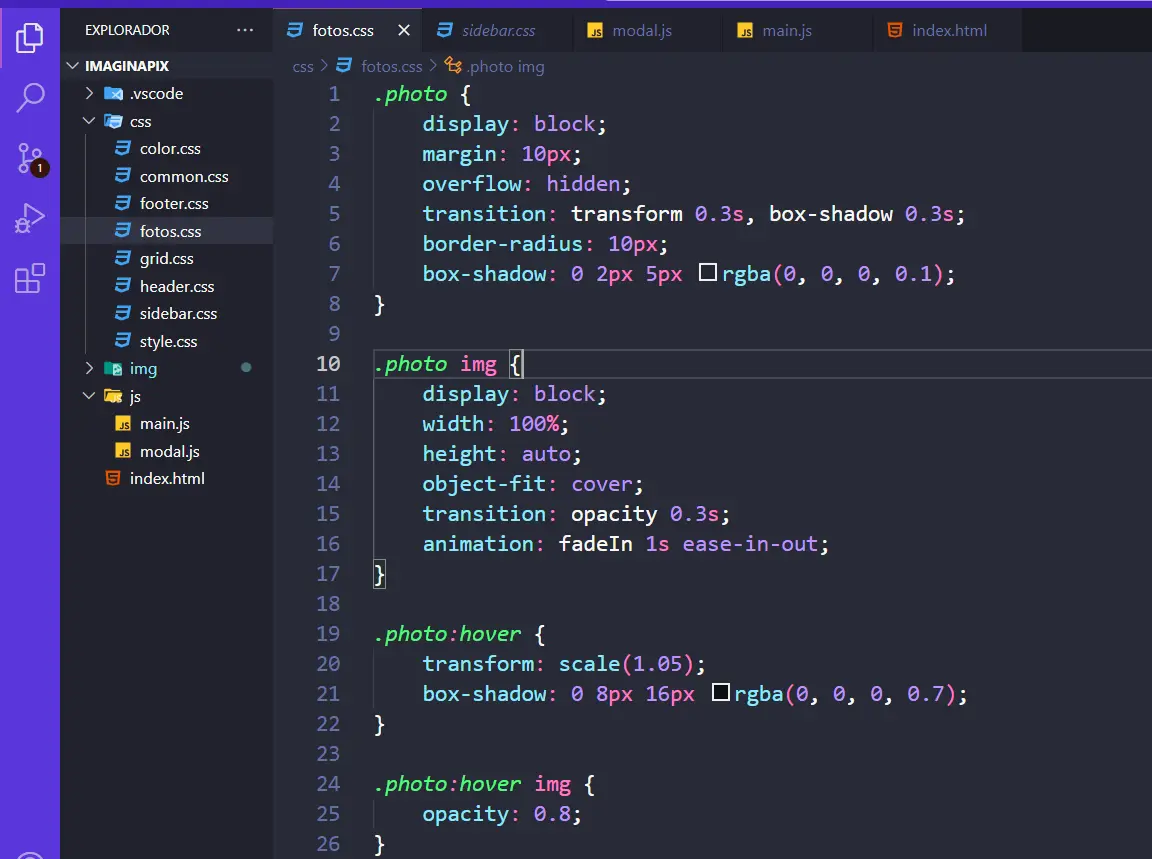 EXPLORADOR ···
fotos.css
sidebar.css
modal.js
main.js
index.html
IMAGINAPIX
.vscode
css
color.css
common.css
footer.css
fotos.css
grid.css
header.css
sidebar.css
style.css
img
js
main.js
modal.js
index.html
1
css > fotos.css > .photo img
1 .photo {
2 display: block;
3 margin: 10px;
4 overflow: hidden;
5 transition: transform 0.3s, box-shadow 0.3s;
6 border-radius: 10px;
7 box-shadow: 0 2px 5px rgba(0, 0, 0, 0.1);
8 }
9
10 .photo img {
11 display: block;
12 width: 100%;
13 height: auto;
14 object-fit: cover;
15 transition: opacity 0.3s;
16 animation: fadeIn 1s ease-in-out;
17 }
18
19 .photo:hover {
20 transform: scale(1.05);
21 box-shadow: 0 8px 16px rgba(0, 0, 0, 0.7);
22 }
23
24 .photo:hover img {
25 opacity: 0.8;
26 }